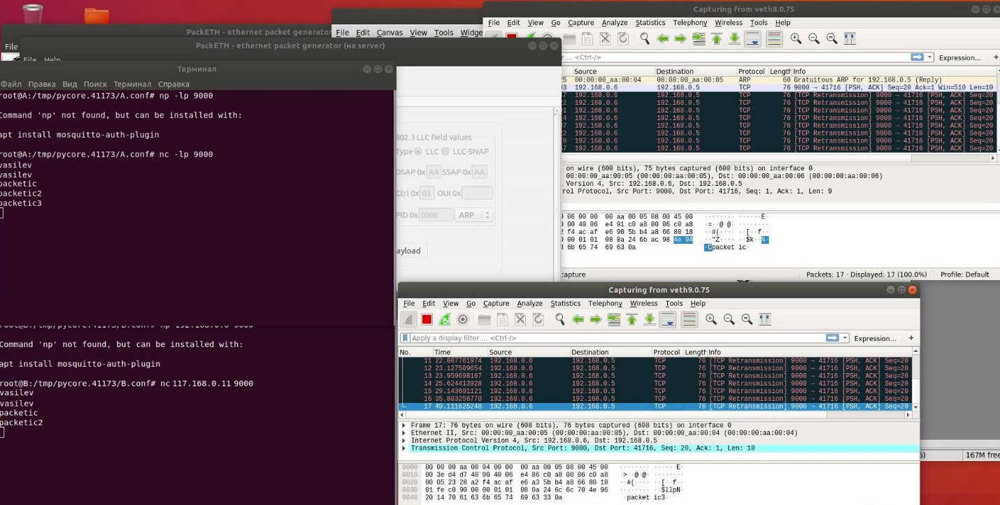 Capturing from veth8.0.75
File Edit View Go Capture Analyze Statistics Telephony Wireless Tools Help
File Edit Canvas View Tools Widge
... <Ctrl-/> Expression... +
Source Destination Protocol Length Info
00:00:00_aa:00:04 00:00:00_aa:00:05 ARP 60 Gratuitous ARP for 192.168.0.5 (Reply)
192.168.0.6 192.168.0.5 TCP 76 9000 → 41716 [PSH, ACK] Seq=20 Ack=1 Win=510 Len=10
192.168.0.6 192.168.0.5 TCP 76 [TCP Retransmission] 9000 → 41716 [PSH, ACK] Seq=20
192.168.0.6 192.168.0.5 TCP 76 [TCP Retransmission] 9000 → 41716 [PSH, ACK] Seq=20
192.168.0.6 192.168.0.5 TCP 76 [TCP Retransmission] 9000 → 41716 [PSH, ACK] Seq=20
192.168.0.6 192.168.0.5 TCP 76 [TCP Retransmission] 9000 → 41716 [PSH, ACK] Seq=20
192.168.0.6 192.168.0.5 TCP 76 [TCP Retransmission] 9000 → 41716 [PSH, ACK] Seq=20
192.168.0.6 192.168.0.5 TCP 76 [TCP Retransmission] 9000 → 41716 [PSH, ACK] Seq=20
192.168.0.6 192.168.0.5 TCP 76 [TCP Retransmission] 9000 → 41716 [PSH, ACK] Seq=20
192.168.0.6 192.168.0.5 TCP 76 [TCP Retransmission] 9000 → 41716 [PSH, ACK] Seq=20
on wire (600 bits), 75 bytes captured (600 bits) on interface 0
00:00:00_aa:00:05 (00:00:00:aa:00:05), Dst: 00:00:00_aa:00:06 (00:00:00:aa:00:06)
Version 4, Src: 192.168.0.6, Dst: 192.168.0.5
rol Protocol, Src Port: 9000, Dst Port: 41716, Seq: 1, Ack: 1, Len: 9
06 00 00 00 aa 00 05 08 00 45 00 ········ ······E·
00 40 06 e4 91 c0 a8 00 06 c0 a8 ·=··@·@· ········
f4 ac af e6 90 5b b4 a8 66 80 18 ··#(···· ··[··f··
00 01 01 08 0a 24 6b ac 98 4e 94 ··"Z···· ·$k··N·
6b 65 74 69 63 0a ·Cpacket ic·
capture Packets: 17 · Displayed: 17 (100.0%) Profile: Default
PackETH - ethernet packet generator
File
PackETH - ethernet packet generator (на server)
File Help
802.3 LLC field values
Type LLC LLC-SNAP
DSAP 0x AA SSAP 0x AA
Ctrl 0x 03 OUI 0x
PID 0x 0806 ARP
ayload
Терминал
Файл Правка Вид Поиск Терминал Справка
root@A:/tmp/pycore.41173/A.conf# np -lp 9000
Command 'np' not found, but can be installed with:
apt install mosquitto-auth-plugin
root@A:/tmp/pycore.41173/A.conf# nc -lp 9000
vasilev
vasilev
packetic
packetic2
packetic3
root@B:/tmp/pycore.41173/B.conf# np 192.168.0.6 9000
Command 'np' not found, but can be installed with:
apt install mosquitto-auth-plugin
root@B:/tmp/pycore.41173/B.conf# nc 117.168.0.11 9000
vasilev
vasilev
packetic
packetic2
Capturing from veth9.0.75
File Edit View Go Capture Analyze Statistics Telephony Wireless Tools Help
Apply a display filter ... <Ctrl-/> Expression... +
No. Time Source Destination Protocol Length Info
11 22.687761974 192.168.0.6 192.168.0.5 TCP 76 [TCP Retransmission] 9000 → 41716 [PSH, ACK] Seq=20
12 23.127509654 192.168.0.6 192.168.0.5 TCP 76 [TCP Retransmission] 9000 → 41716 [PSH, ACK] Seq=20
13 23.959698167 192.168.0.6 192.168.0.5 TCP 76 [TCP Retransmission] 9000 → 41716 [PSH, ACK] Seq=20
14 25.624413928 192.168.0.6 192.168.0.5 TCP 76 [TCP Retransmission] 9000 → 41716 [PSH, ACK] Seq=20
15 29.143691121 192.168.0.6 192.168.0.5 TCP 76 [TCP Retransmission] 9000 → 41716 [PSH, ACK] Seq=20
16 35.803258770 192.168.0.6 192.168.0.5 TCP 76 [TCP Retransmission] 9000 → 41716 [PSH, ACK] Seq=20
17 49.111625248 192.168.0.6 192.168.0.5 TCP 76 [TCP Retransmission] 9000 → 41716 [PSH, ACK] Seq=20
Frame 17: 76 bytes on wire (608 bits), 76 bytes captured (608 bits) on interface 0
Ethernet II, Src: 00:00:00_aa:00:05 (00:00:00:aa:00:05), Dst: 00:00:00_aa:00:04 (00:00:00:aa:00:04)
Internet Protocol Version 4, Src: 192.168.0.6, Dst: 192.168.0.5
Transmission Control Protocol, Src Port: 9000, Dst Port: 41716, Seq: 20, Ack: 1, Len: 10
0000 00 00 00 aa 00 04 00 00 00 aa 00 05 08 00 45 00 ········ ······E·
0010 00 3e d4 d7 40 00 40 06 e4 86 c0 a8 00 06 c0 a8 ·>··@·@· ········
0020 00 05 23 28 a2 f4 ac af e6 a3 5b b4 a8 66 80 18 ··#(···· ··[··f··
0030 01 fe c0 90 00 00 01 01 08 0a 24 6c 6c 70 4e 96 ········ ··$llpN·
0040 20 14 70 61 63 6b 65 74 69 63 33 0a ·packet ic3·
167M free